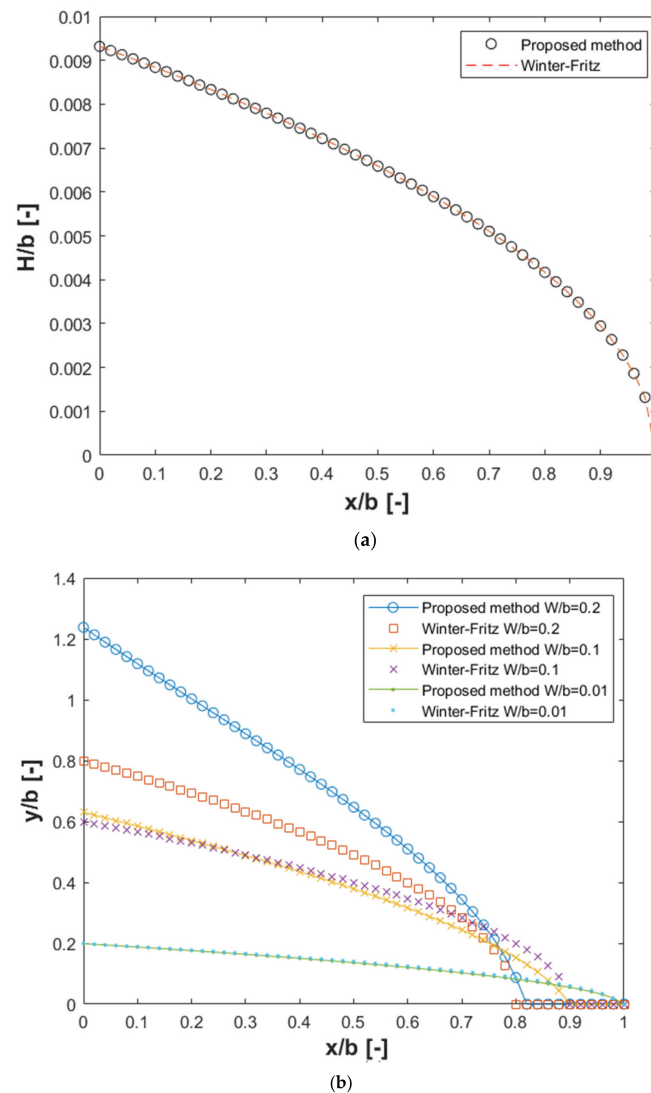 0.01
0.009
0.008
0.007
0.006
0.005
0.004
0.003
0.002
0.001
0
H/b [-]
Proposed method
Winter-Fritz
0 0.1 0.2 0.3 0.4 0.5 0.6 0.7 0.8 0.9
x/b [-]
(a)
1.4
1.2
1
0.8
0.6
0.4
0.2
0
y/b [-]
Proposed method W/b=0.2
Winter-Fritz W/b=0.2
Proposed method W/b=0.1
Winter-Fritz W/b=0.1
Proposed method W/b=0.01
Winter-Fritz W/b=0.01
0 0.1 0.2 0.3 0.4 0.5 0.6 0.7 0.8 0.9 1
x/b [-]
(b)